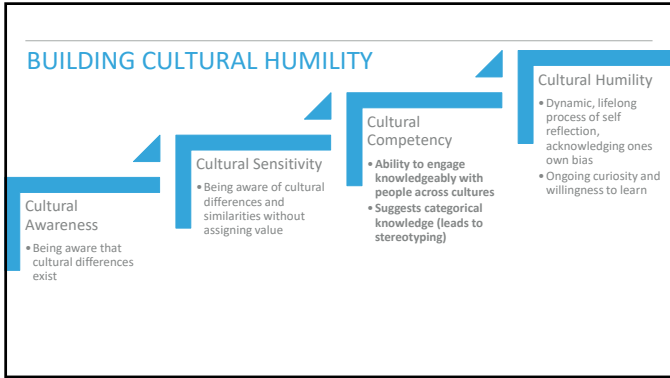 BUILDING CULTURAL HUMILITY
Cultural
Awareness
• Being aware that
cultural differences
exist
Cultural Sensitivity
• Being aware of cultural
differences and
similarities without
assigning value
Cultural
Competency
• Ability to engage
knowledgeably with
people across cultures
• Suggests categorical
knowledge (leads to
stereotyping)
Cultural Humility
• Dynamic, lifelong
process of self
reflection,
acknowledging ones
own bias
• Ongoing curiosity and
willingness to learn